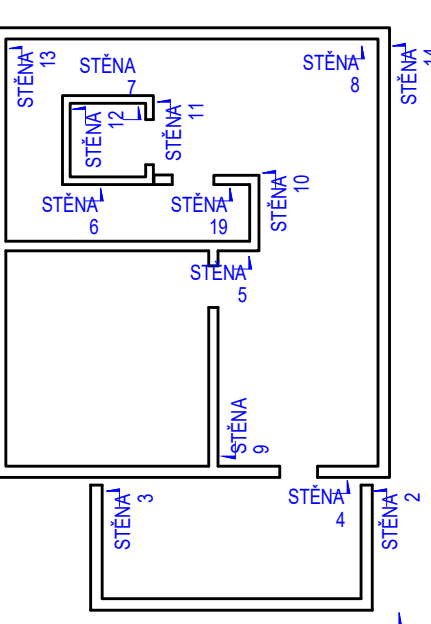 STĚNA
13
STĚNA
7
STĚNA
8
STĚNA
14
STĚNA
12
STĚNA
11
STĚNA
6
STĚNA
19
STĚNA
10
STĚNA
5
STĚNA
9
STĚNA
3
STĚNA
4
STĚNA
2